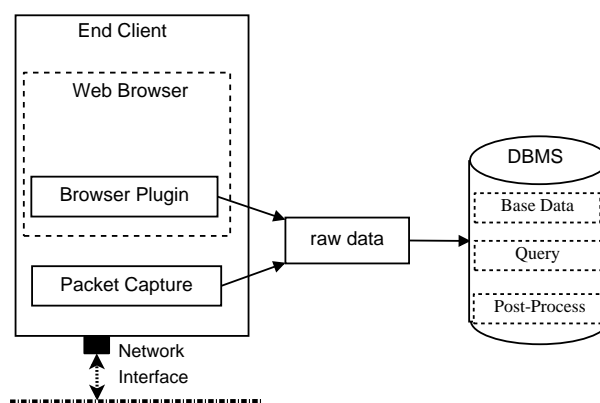 End Client
Web Browser
Browser Plugin
Packet Capture
Network
Interface
raw data
DBMS
Base Data
Query
Post-Process